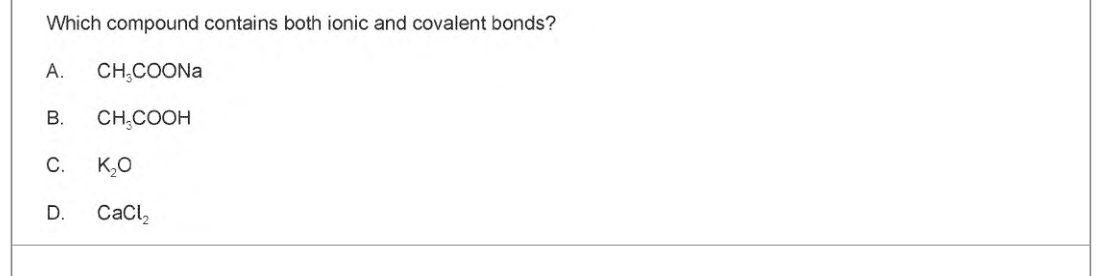 Which compound contains both ionic and covalent bonds?
A. CH₃COONa
B. CH₃COOH
C. K₂O
D. CaCl₂